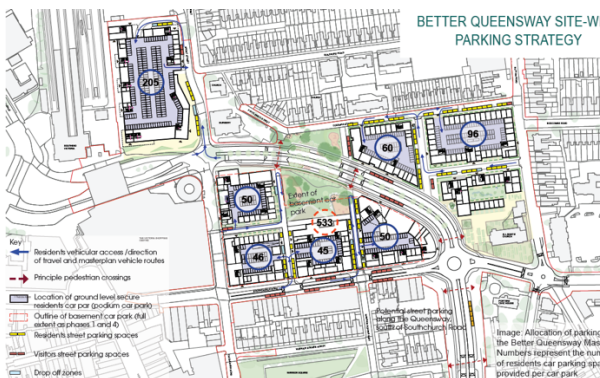 BETTER QUEENSWAY SITE-WI
PARKING STRATEGY
205
60
96
50
Extent of
basement car
park
533
50
46
45
50
Key
Residents vehicular access /direction
of travel and masterplan vehicle routes
Principle pedestrian crossings
Location of ground level secure
residents car par (podium car park)
Outline of basement car park (full
extent as phases 1 and 4)
Residents street parking spaces
Visitors street parking spaces
Drop off zones
Potential street parking
along the Queensway
south of Southchurch Road
Image: Allocation of parking
the Better Queensway Mas
Numbers represent the num
of residents car parking spa
provided per car park